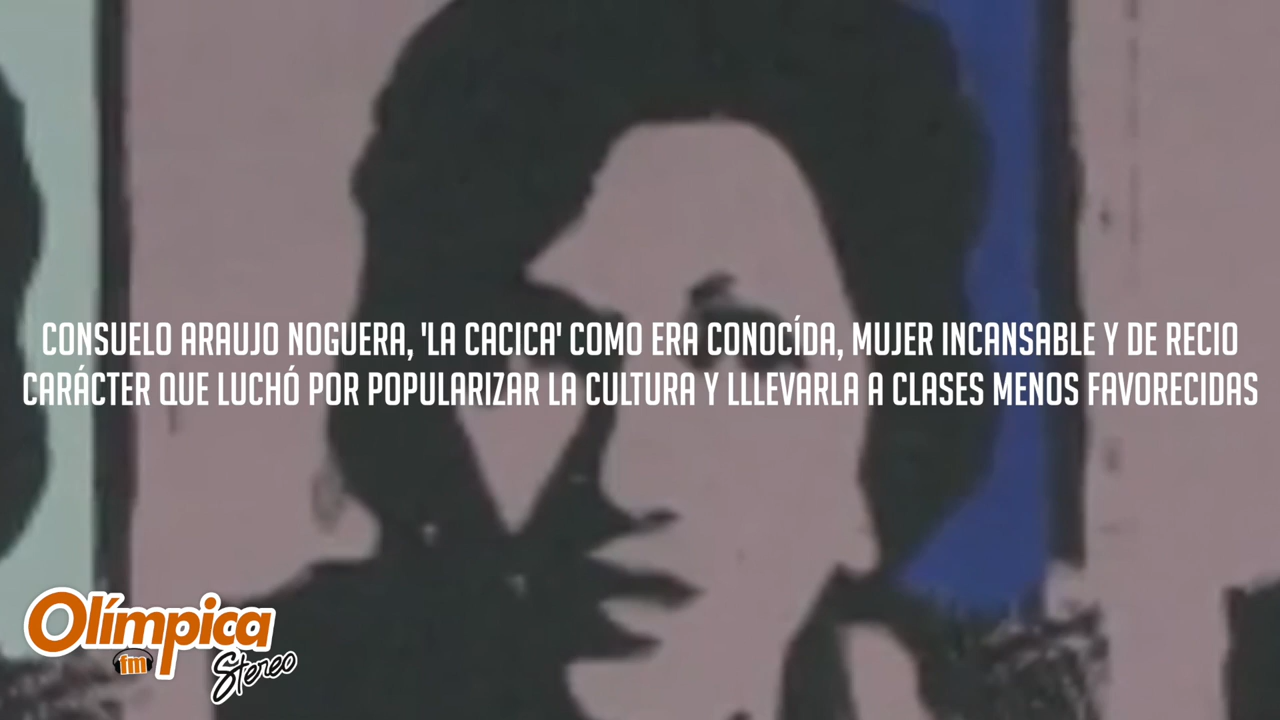 CONSUELO ARAUJO NOGUERA, 'LA CACICA' COMO ERA CONOCÍDA, MUJER INCANSABLE Y DE RECIO
CARÁCTER QUE LUCHÓ POR POPULARIZAR LA CULTURA Y LLLEVARLA A CLASES MENOS FAVORECIDAS
Olímpica
fm
Stereo